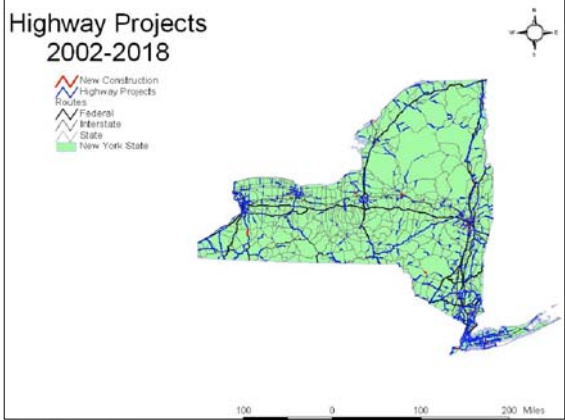 Highway Projects
2002-2018
New Construction
Highway Projects
Routes
Federal
Interstate
State
New York State
N
W E
S
100 0 100 200 Miles